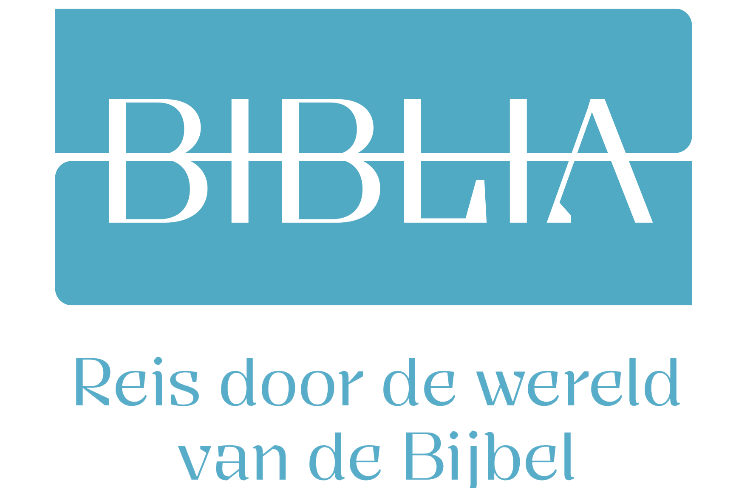 BIBLIA
Reis door de wereld
van de Bijbel